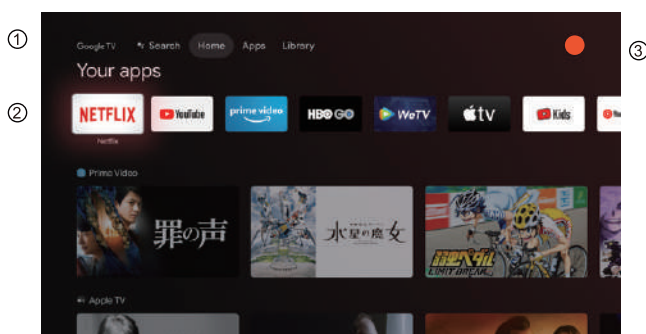 ①
Google TV Search Home Apps Library
③
Your apps
②
NETFLIX YouTube prime video HBO GO WeTV tv Kids
Netflix
Prime Video
罪の声
水星の魔女
弱虫ペダル
LIMIT BREAK
Apple TV